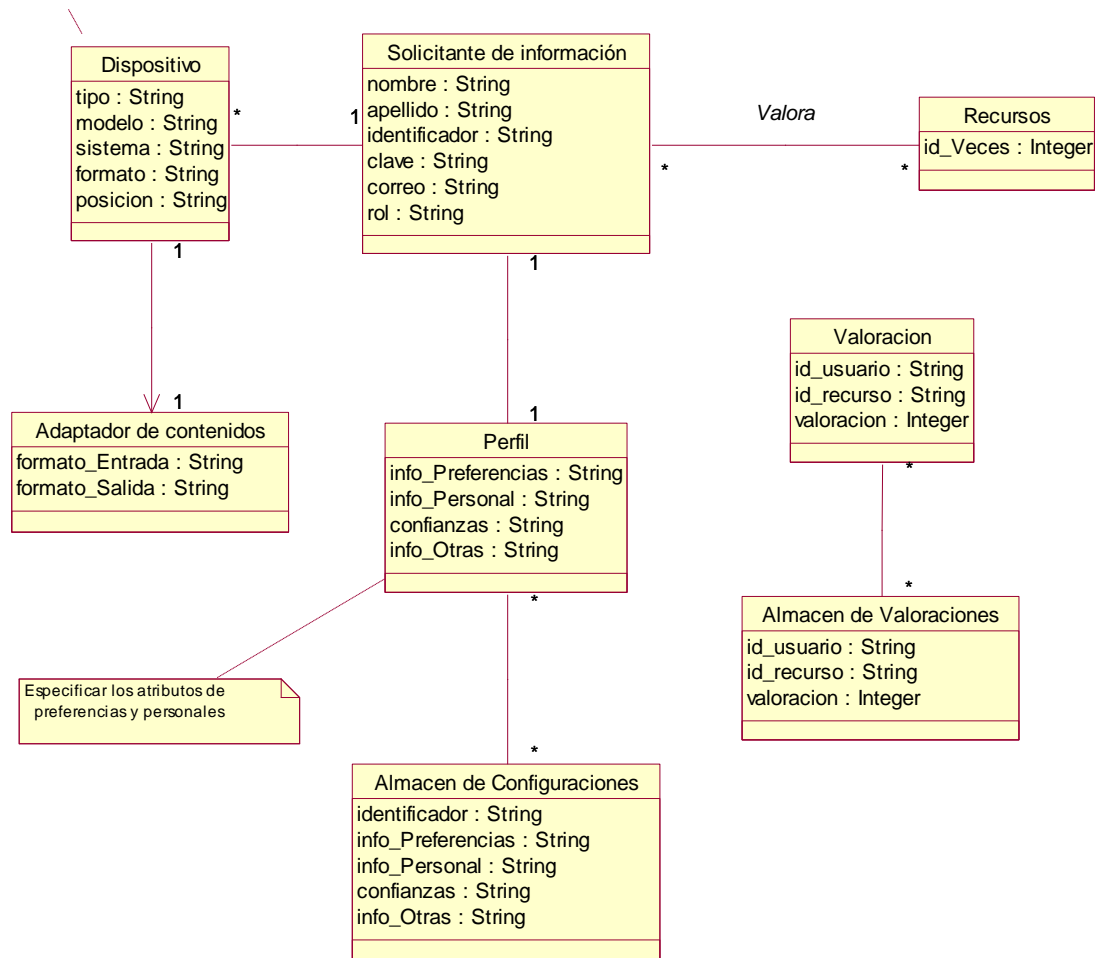 Dispositivo
tipo : String
modelo : String
sistema : String
formato : String
posicion : String
*
1
Solicitante de información
nombre : String
apellido : String
identificador : String
clave : String
correo : String
rol : String
Valora
*
*
Recursos
id_Veces : Integer
1
1
Adaptador de contenidos
formato_Entrada : String
formato_Salida : String
1
1
Perfil
info_Preferencias : String
info_Personal : String
confianzas : String
info_Otras : String
Valoracion
id_usuario : String
id_recurso : String
valoracion : Integer
*
*
Almacen de Valoraciones
id_usuario : String
id_recurso : String
valoracion : Integer
Especificar los atributos de
preferencias y personales
*
*
Almacen de Configuraciones
identificador : String
info_Preferencias : String
info_Personal : String
confianzas : String
info_Otras : String